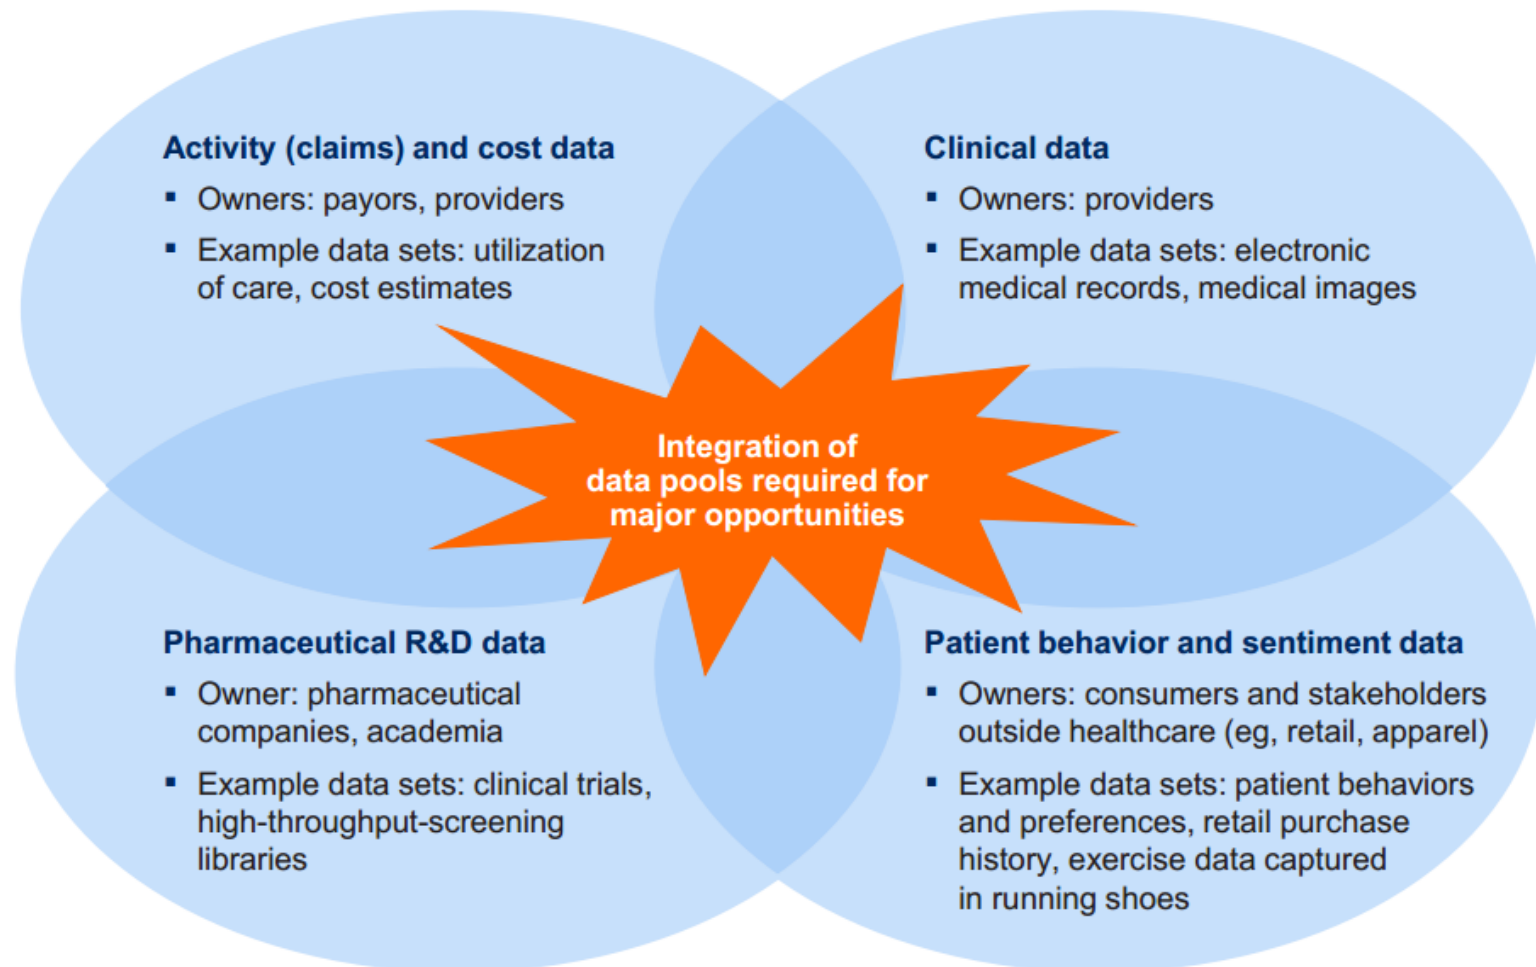 Activity (claims) and cost data
▪ Owners: payors, providers
▪ Example data sets: utilization
of care, cost estimates
Clinical data
▪ Owners: providers
▪ Example data sets: electronic
medical records, medical images
Integration of
data pools required for
major opportunities
Pharmaceutical R&D data
▪ Owner: pharmaceutical
companies, academia
▪ Example data sets: clinical trials,
high-throughput-screening
libraries
Patient behavior and sentiment data
▪ Owners: consumers and stakeholders
outside healthcare (eg, retail, apparel)
▪ Example data sets: patient behaviors
and preferences, retail purchase
history, exercise data captured
in running shoes